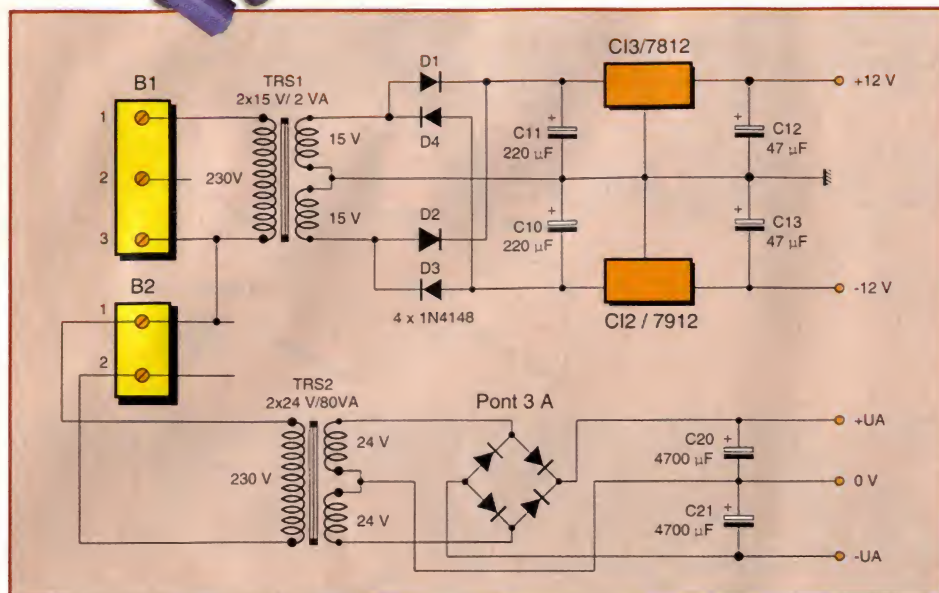 B1
1
2
3
B2
1
2
TRS1
2x15 V/ 2 VA
230V
15 V
15 V
D1
D4
D2
D3
4 x 1N4148
C11
220 µF
+
C10
220 µF
+
CI3/7812
CI2 / 7912
C12
47 µF
+
C13
47 µF
+
+12 V
-12 V
TRS2
2x24 V/80VA
230 V
24 V
24 V
Pont 3 A
C20
4700 µF
+
C21
4700 µF
+
+UA
0 V
-UA